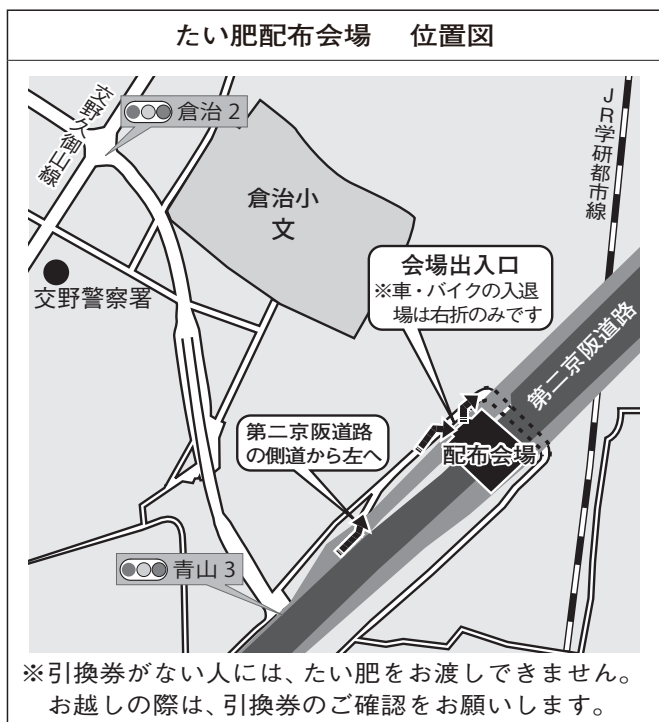 たい肥配布会場　位置図
交野久御山線
倉治2
JR学研都市線
倉治小
文
会場出入口
※車・バイクの入退
場は右折のみです
交野警察署
第二京阪道路
第二京阪道路
の側道から左へ
配布会場
青山3
※引換券がない人には、たい肥をお渡しできません。
お越しの際は、引換券のご確認をお願いします。